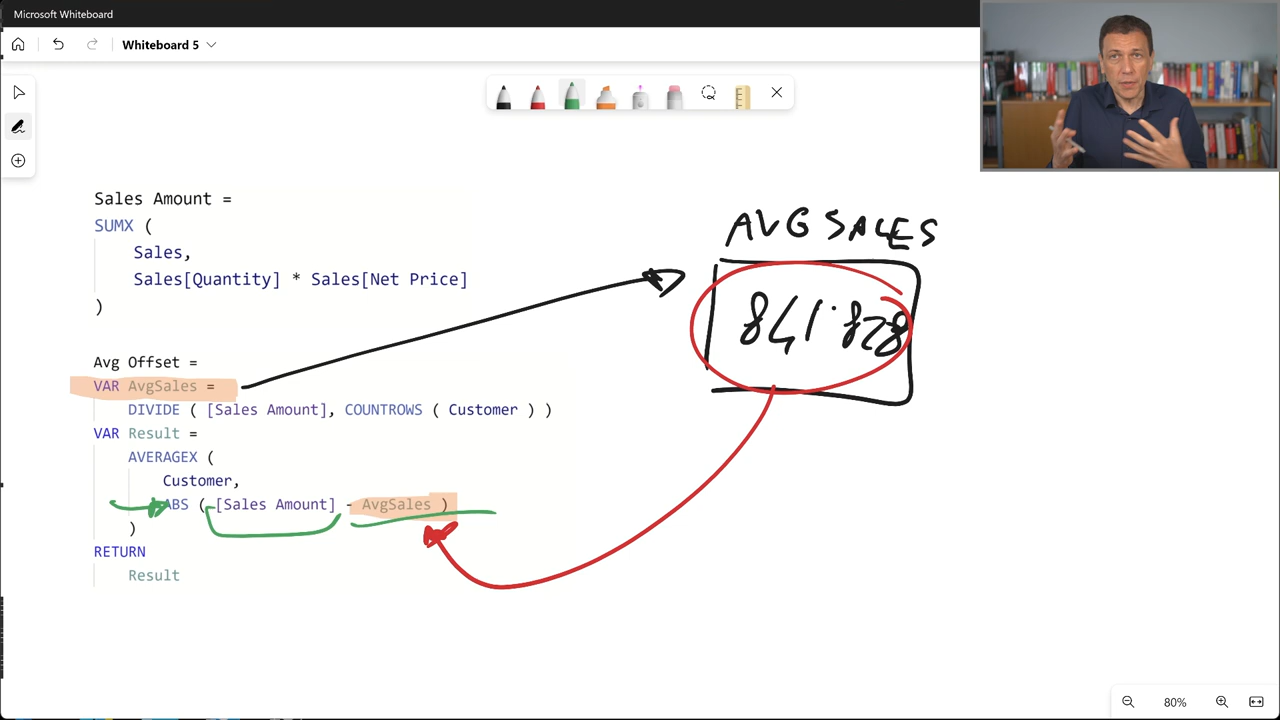 Microsoft Whiteboard
Whiteboard 5
Sales Amount =
SUMX (
Sales,
Sales[Quantity] * Sales[Net Price]
)
Avg Offset =
VAR AvgSales =
DIVIDE ( [Sales Amount], COUNTROWS ( Customer ) )
VAR Result =
AVERAGEX (
Customer,
ABS ( [Sales Amount] - AvgSales )
)
RETURN
Result
AVG SALES
841.828
80%